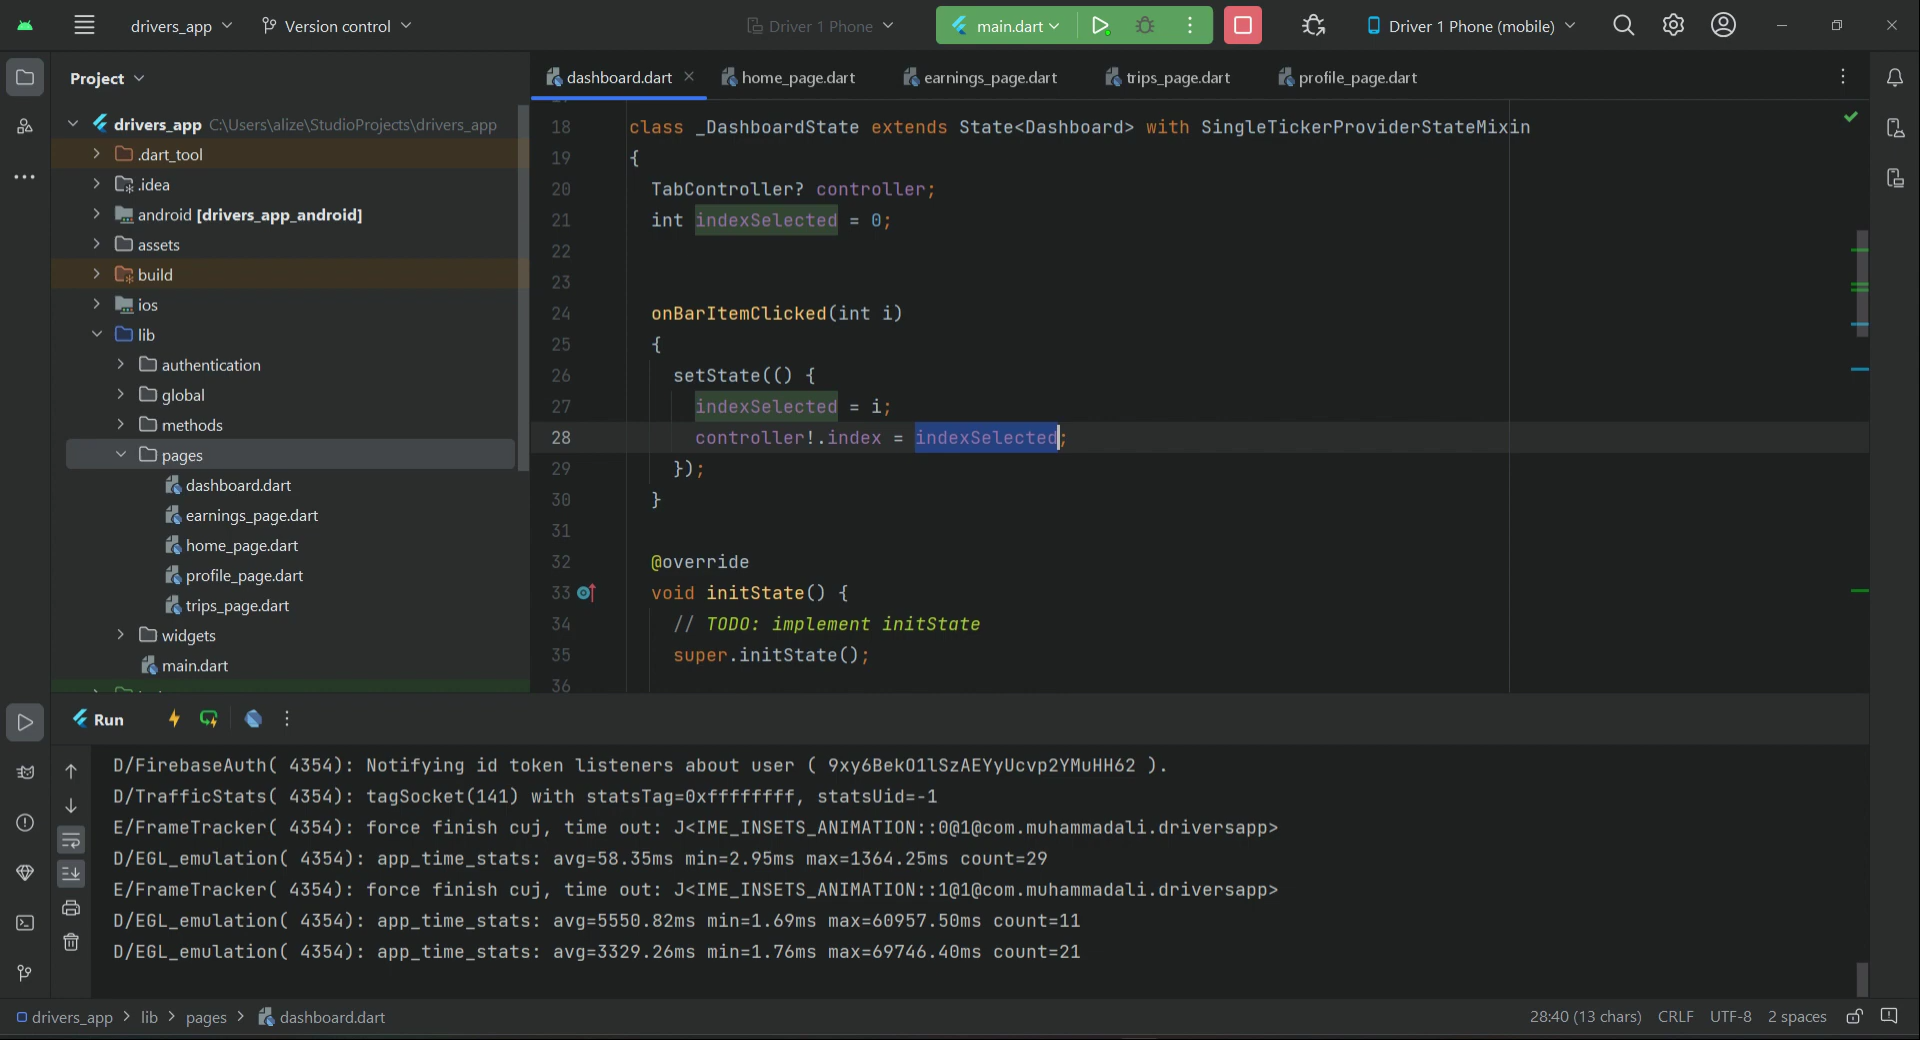 drivers_app
Version control
Driver 1 Phone
main.dart
Driver 1 Phone (mobile)
Project
dashboard.dart
home_page.dart
earnings_page.dart
trips_page.dart
profile_page.dart
drivers_app C:\Users\alize\StudioProjects\drivers_app
.dart_tool
.idea
android [drivers_app_android]
assets
build
ios
lib
authentication
global
methods
pages
dashboard.dart
earnings_page.dart
home_page.dart
profile_page.dart
trips_page.dart
widgets
main.dart
18 class _DashboardState extends State<Dashboard> with SingleTickerProviderStateMixin
19 {
20 TabController? controller;
21 int indexSelected = 0;
22
23
24 onBarItemClicked(int i)
25 {
26 setState(() {
27 indexSelected = i;
28 controller!.index = indexSelected;
29 });
30 }
31
32 @override
33 void initState() {
34 // TODO: implement initState
35 super.initState();
36
Run
D/FirebaseAuth( 4354): Notifying id token listeners about user ( 9xy6BekO1lSzAEYyUcvp2YMuHH62 ).
D/TrafficStats( 4354): tagSocket(141) with statsTag=0xffffffff, statsUid=-1
E/FrameTracker( 4354): force finish cuj, time out: J<IME_INSETS_ANIMATION::0@1@com.muhammadali.driversapp>
D/EGL_emulation( 4354): app_time_stats: avg=58.35ms min=2.95ms max=1364.25ms count=29
E/FrameTracker( 4354): force finish cuj, time out: J<IME_INSETS_ANIMATION::1@1@com.muhammadali.driversapp>
D/EGL_emulation( 4354): app_time_stats: avg=5550.82ms min=1.69ms max=60957.50ms count=11
D/EGL_emulation( 4354): app_time_stats: avg=3329.26ms min=1.76ms max=69746.40ms count=21
drivers_app > lib > pages > dashboard.dart
28:40 (13 chars) CRLF UTF-8 2 spaces